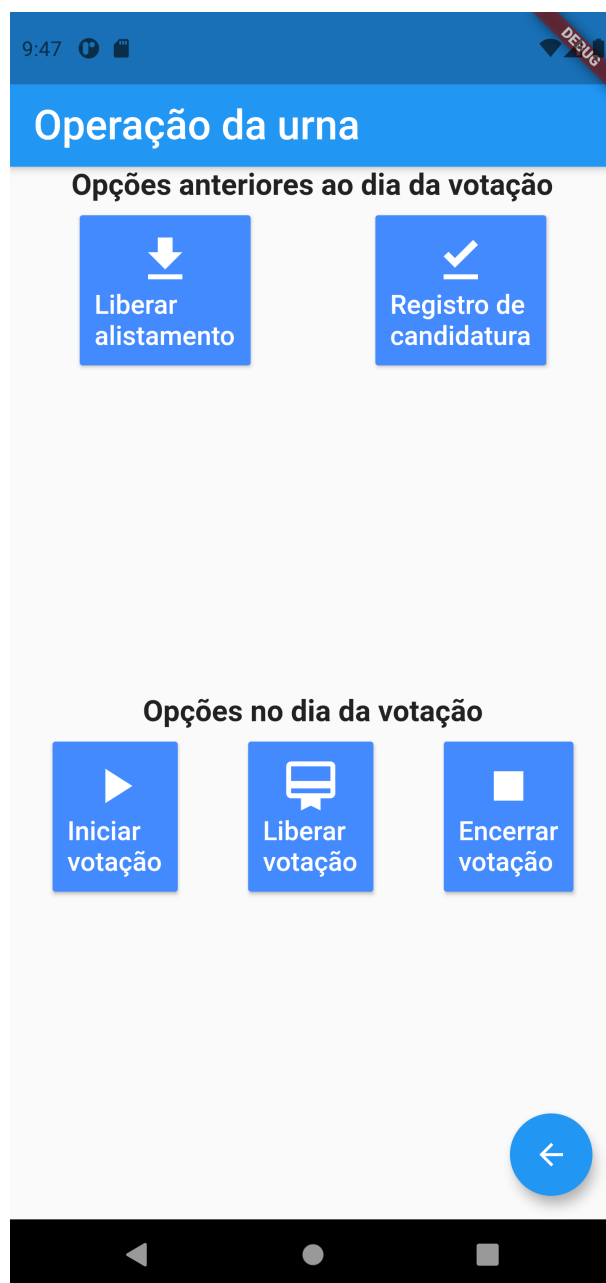 9:47
DEBUG
Operação da urna
Opções anteriores ao dia da votação
Liberar
alistamento
Registro de
candidatura
Opções no dia da votação
Iniciar
votação
Liberar
votação
Encerrar
votação